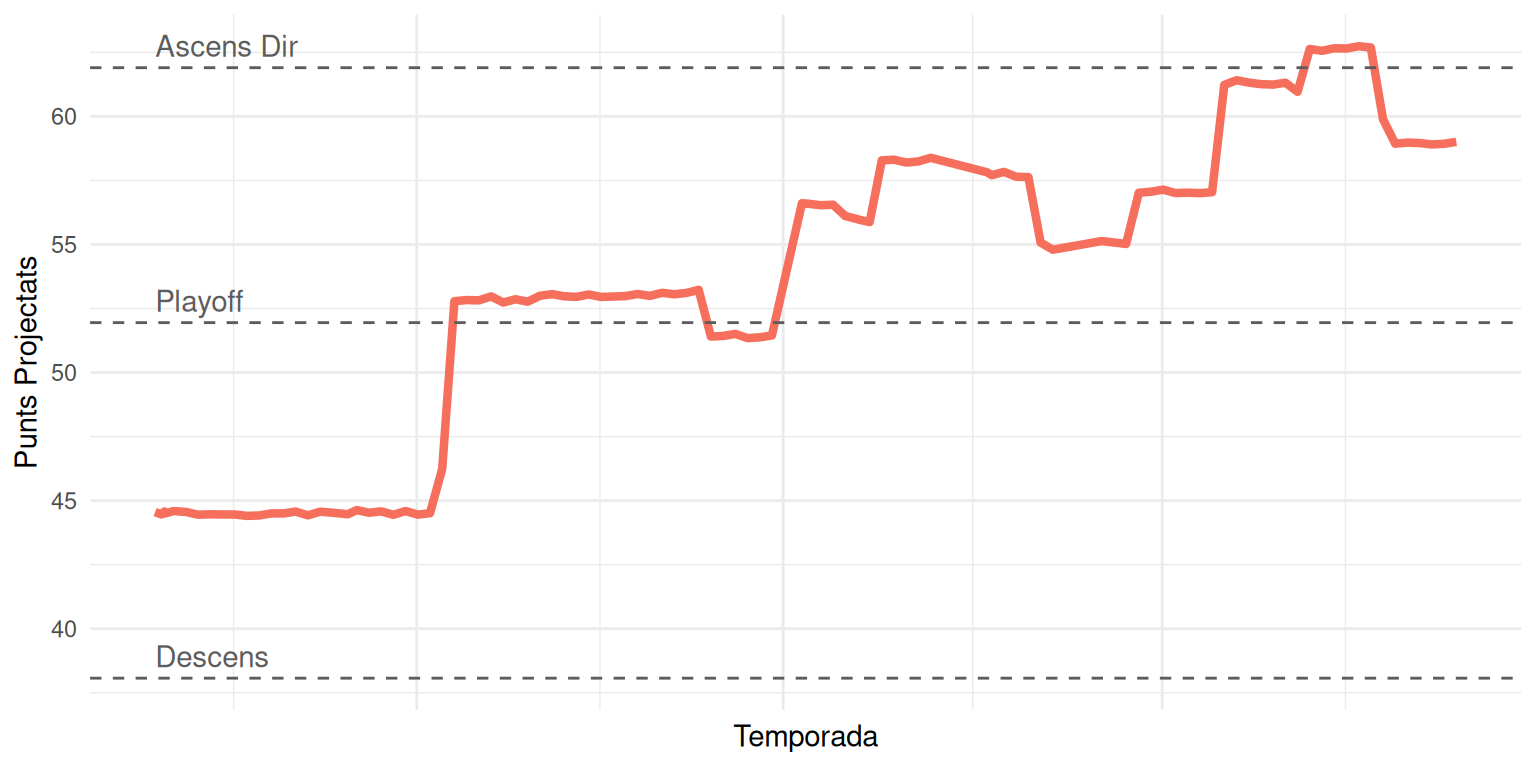 Ascens Dir
60
55
Playoff
50
45
40
Descens
Punts Projectats
Temporada